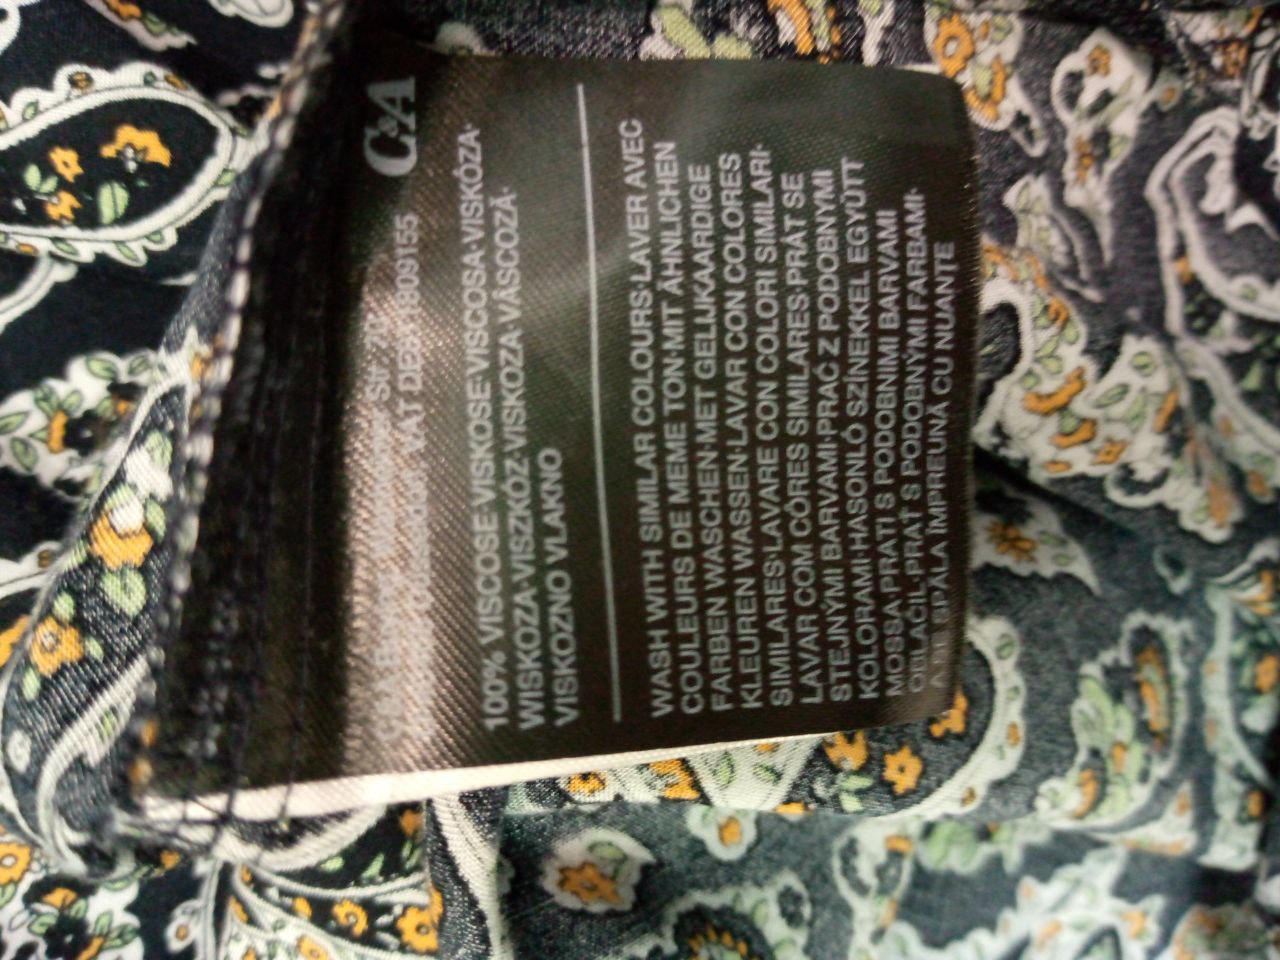 C&A
VAT DE811809155
100% VISCOSE·VISKOSE·VISCOSA·VISKÓZA·
WISKOZA·VISZKÓZ·VISKOZA·VÂSCOZĂ·
VISKOZNO VLAKNO
WASH WITH SIMILAR COLOURS·LAVER AVEC
COULEURS DE MEME TON·MIT ÄHNLICHEN
FARBEN WASCHEN·MET GELIJKAARDIGE
KLEUREN WASSEN·LAVAR CON COLORES
SIMILARES·LAVARE CON COLORI SIMILARI·
LAVAR COM CÔRES SIMILARES·PRÁT SE
STEJNÝMI BARVAMI·PRAĆ Z PODOBNYMI
KOLORAMI·HASONLÓ SZÍNEKKEL EGYÜTT
MOSSA·PRATI S PODOBNIMI BARVAMI
OBLAČIL·PRAŤ S PODOBNÝMI FARBAMI·
A SE SPĂLA ÎMPREUNĂ CU NUANTE